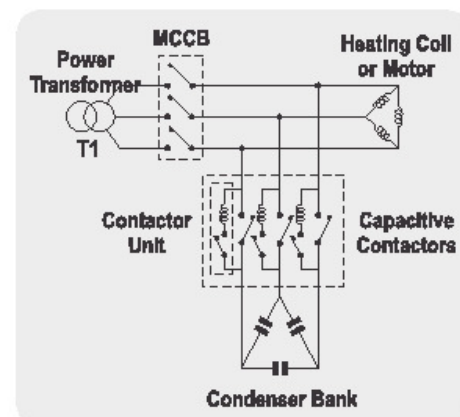 MCCB
Power
Transformer
T1
Heating Coil
or Motor
Contactor
Unit
Capacitive
Contactors
Condenser Bank